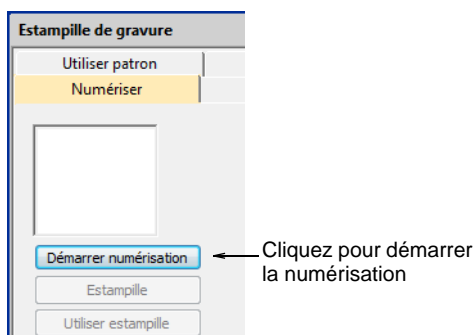 Estampille de gravure
Utiliser patron
Numériser
Démarrer numérisation
Cliquez pour démarrer
la numérisation
Estampille
Utiliser estampille